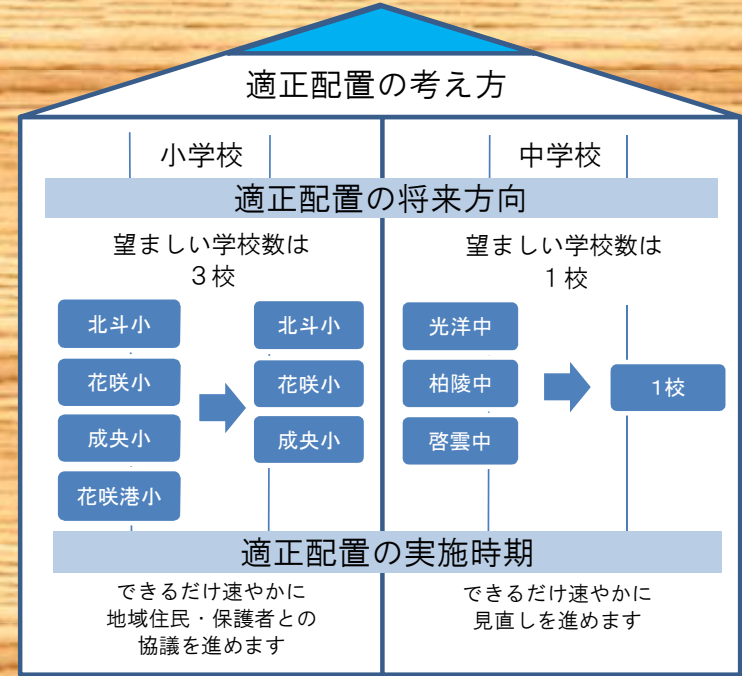 適正配置の考え方
小学校
中学校
適正配置の将来方向
望ましい学校数は
３校
北斗小
花咲小
成央小
花咲港小
北斗小
花咲小
成央小
望ましい学校数は
１校
光洋中
柏陵中
啓雲中
1校
適正配置の実施時期
できるだけ速やかに
地域住民・保護者との
協議を進めます
できるだけ速やかに
見直しを進めます